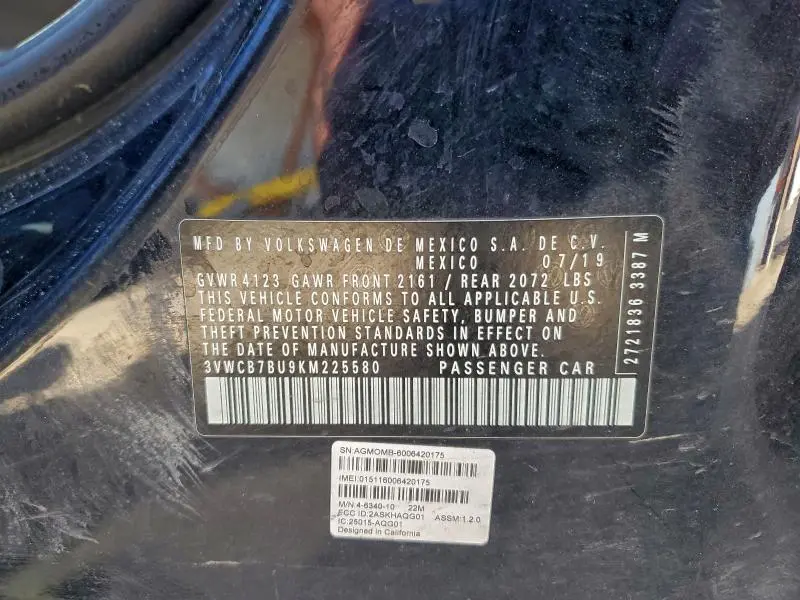 MFD BY VOLKSWAGEN DE MEXICO S.A. DE C.V.
MEXICO 07/19
GVWR 4123 GAWR FRONT 2161 / REAR 2072 LBS
THIS VEHICLE CONFORMS TO ALL APPLICABLE U.S.
FEDERAL MOTOR VEHICLE SAFETY, BUMPER AND
THEFT PREVENTION STANDARDS IN EFFECT ON
THE DATE OF MANUFACTURE SHOWN ABOVE.
3VWCB7BU9KM225580 PASSENGER CAR
2721836 3387 M
SN:AGMOMB-6006420175
IMEI:015116006420175
M/N:4-6340-10 22M
FCC ID:2ASKHAQG01 ASSM:1.2.0
IC:25015-AQG01
Designed in California